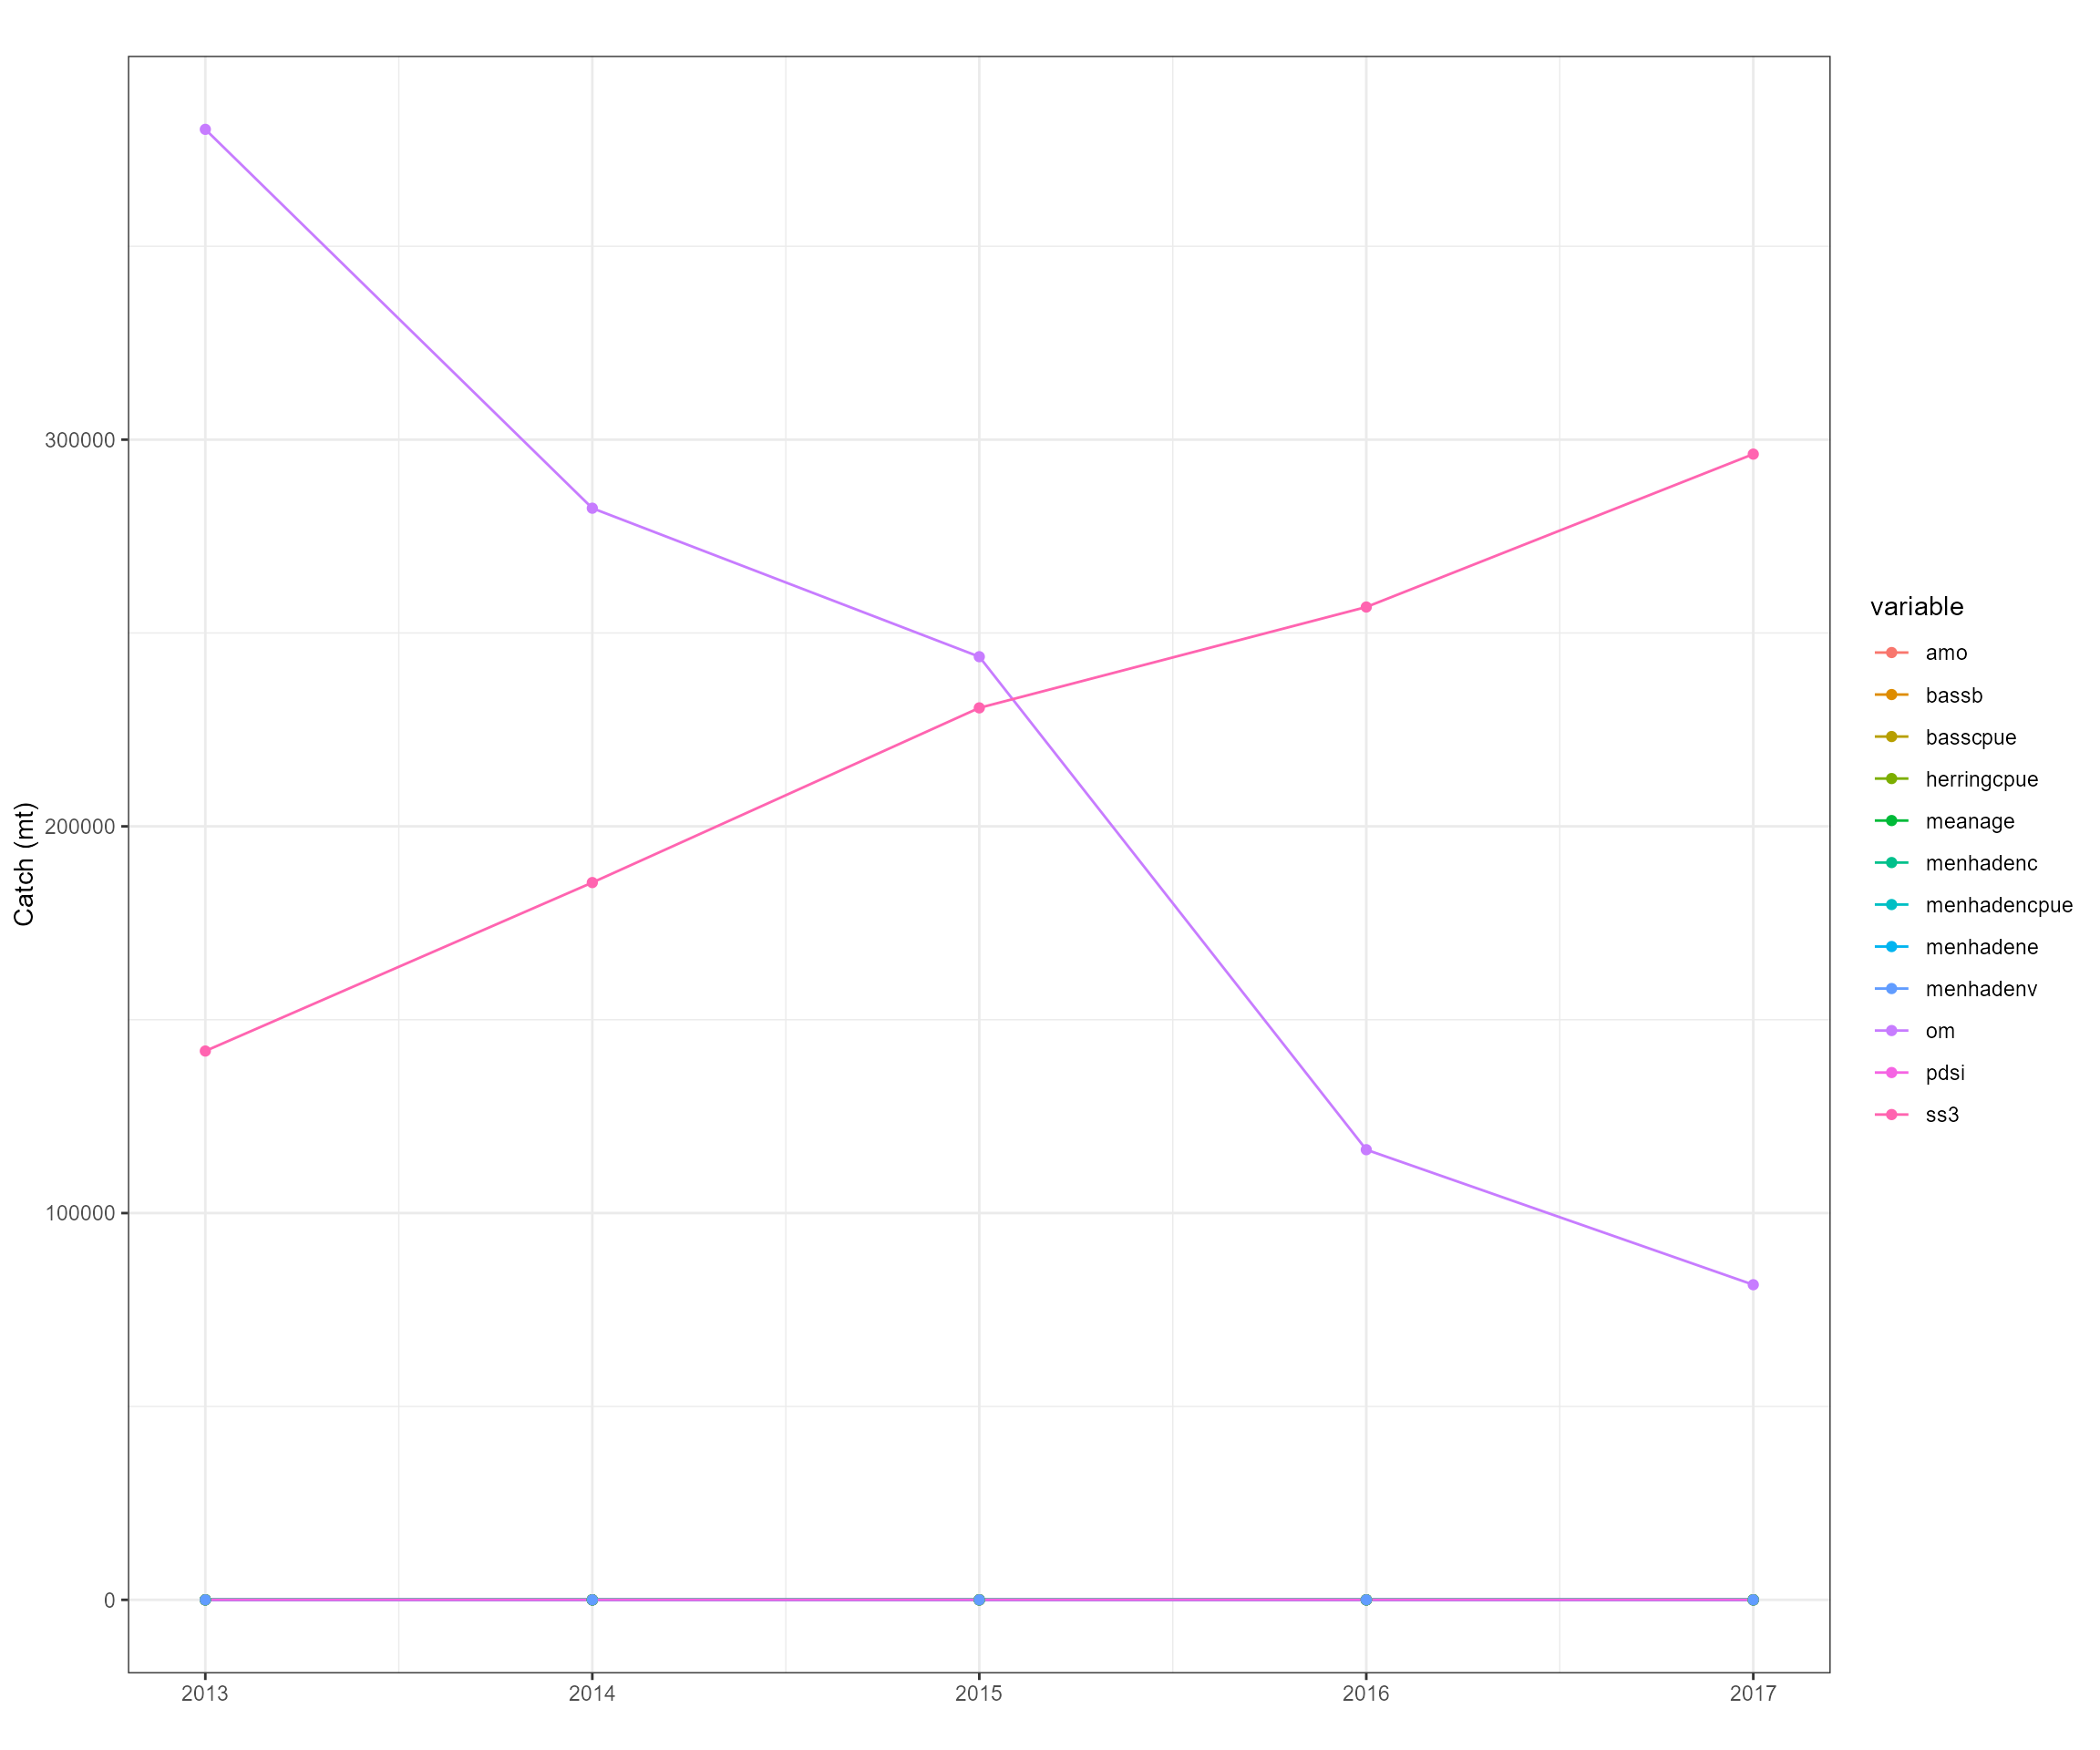 Catch (mt)
300000
200000
100000
0
2013 2014 2015 2016 2017
variable
amo
bassb
basscpue
herringcpue
meanage
menhadenc
menhadencpue
menhadene
menhadenv
om
pdsi
ss3